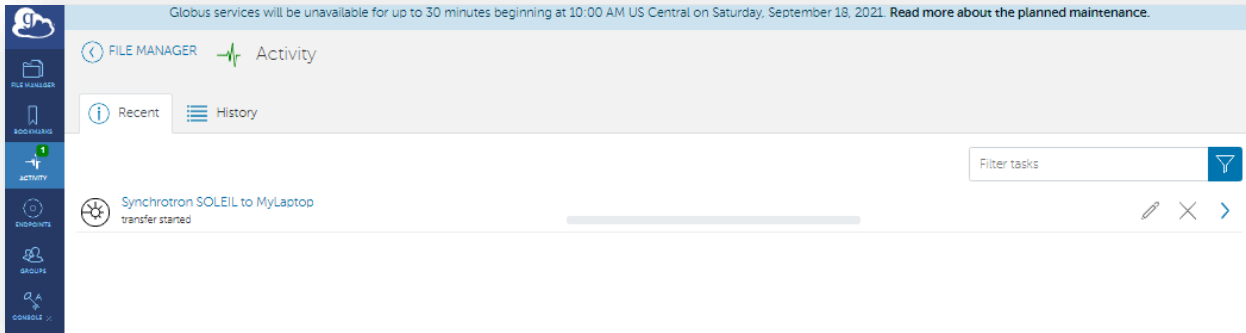 Globus services will be unavailable for up to 30 minutes beginning at 10:00 AM US Central on Saturday, September 18, 2021. Read more about the planned maintenance.
FILE MANAGER Activity
FILE MANAGER
Recent History
BOOKMARKS
1
ACTIVITY
Filter tasks
Synchrotron SOLEIL to MyLaptop
transfer started
ENDPOINTS
GROUPS
CONSOLE